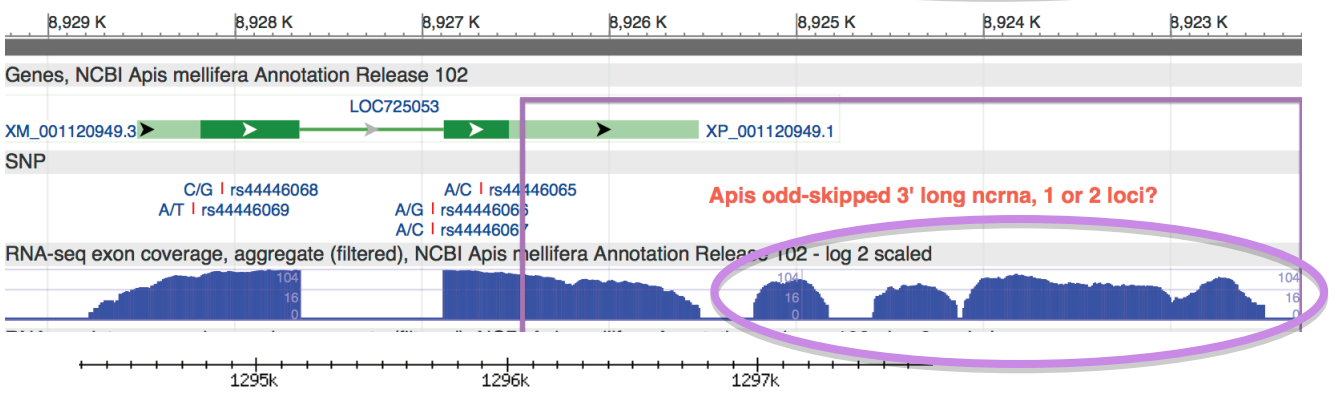 8,929 K 8,928 K 8,927 K 8,926 K 8,925 K 8,924 K 8,923 K
Genes, NCBI Apis mellifera Annotation Release 102
LOC725053
XM_001120949.3 XP_001120949.1
SNP
C/G rs44446068 A/C rs44446065
Apis odd-skipped 3' long ncrna, 1 or 2 loci?
A/T rs44446069 A/G rs44446066
A/C rs44446067
RNA-seq exon coverage, aggregate (filtered), NCBI Apis mellifera Annotation Release 102 - log 2 scaled
104 104 104
16 16 16
0 0 0
1295k 1296k 1297k